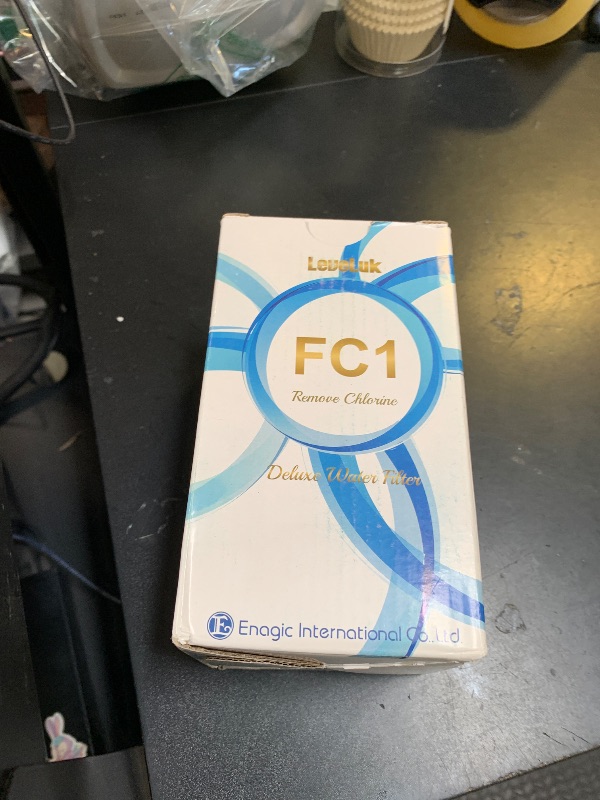 LeveLuk
FC1
Remove Chlorine
Deluxe Water Filter
E Enagic International Co.,Ltd